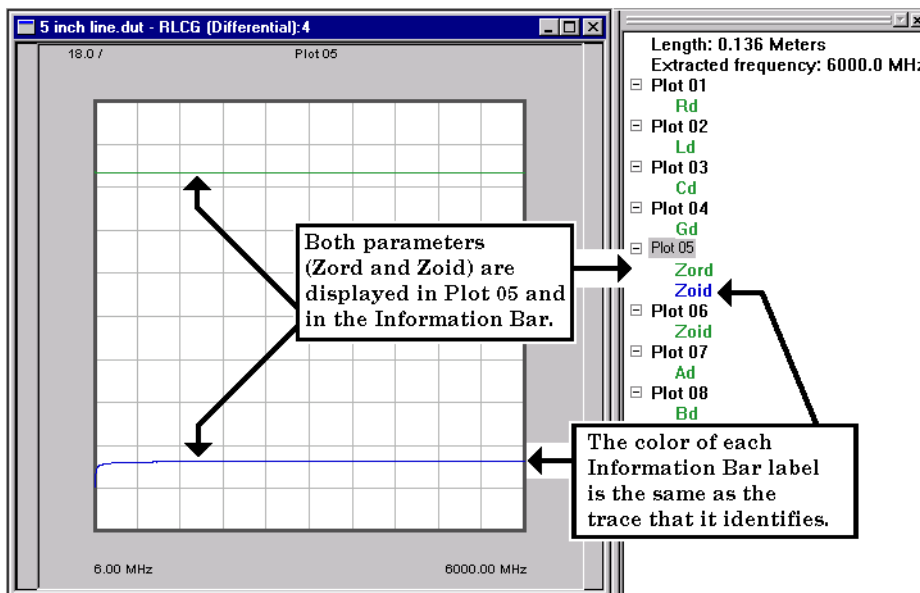 5 inch line.dut - RLCG (Differential):4
18.0 /
Plot 05
6.00 MHz
6000.00 MHz
Both parameters
(Zord and Zoid) are
displayed in Plot 05 and
in the Information Bar.
Length: 0.136 Meters
Extracted frequency: 6000.0 MHz
Plot 01
Rd
Plot 02
Ld
Plot 03
Cd
Plot 04
Gd
Plot 05
Zord
Zoid
Plot 06
Zoid
Plot 07
Ad
Plot 08
Bd
The color of each
Information Bar label
is the same as the
trace that it identifies.